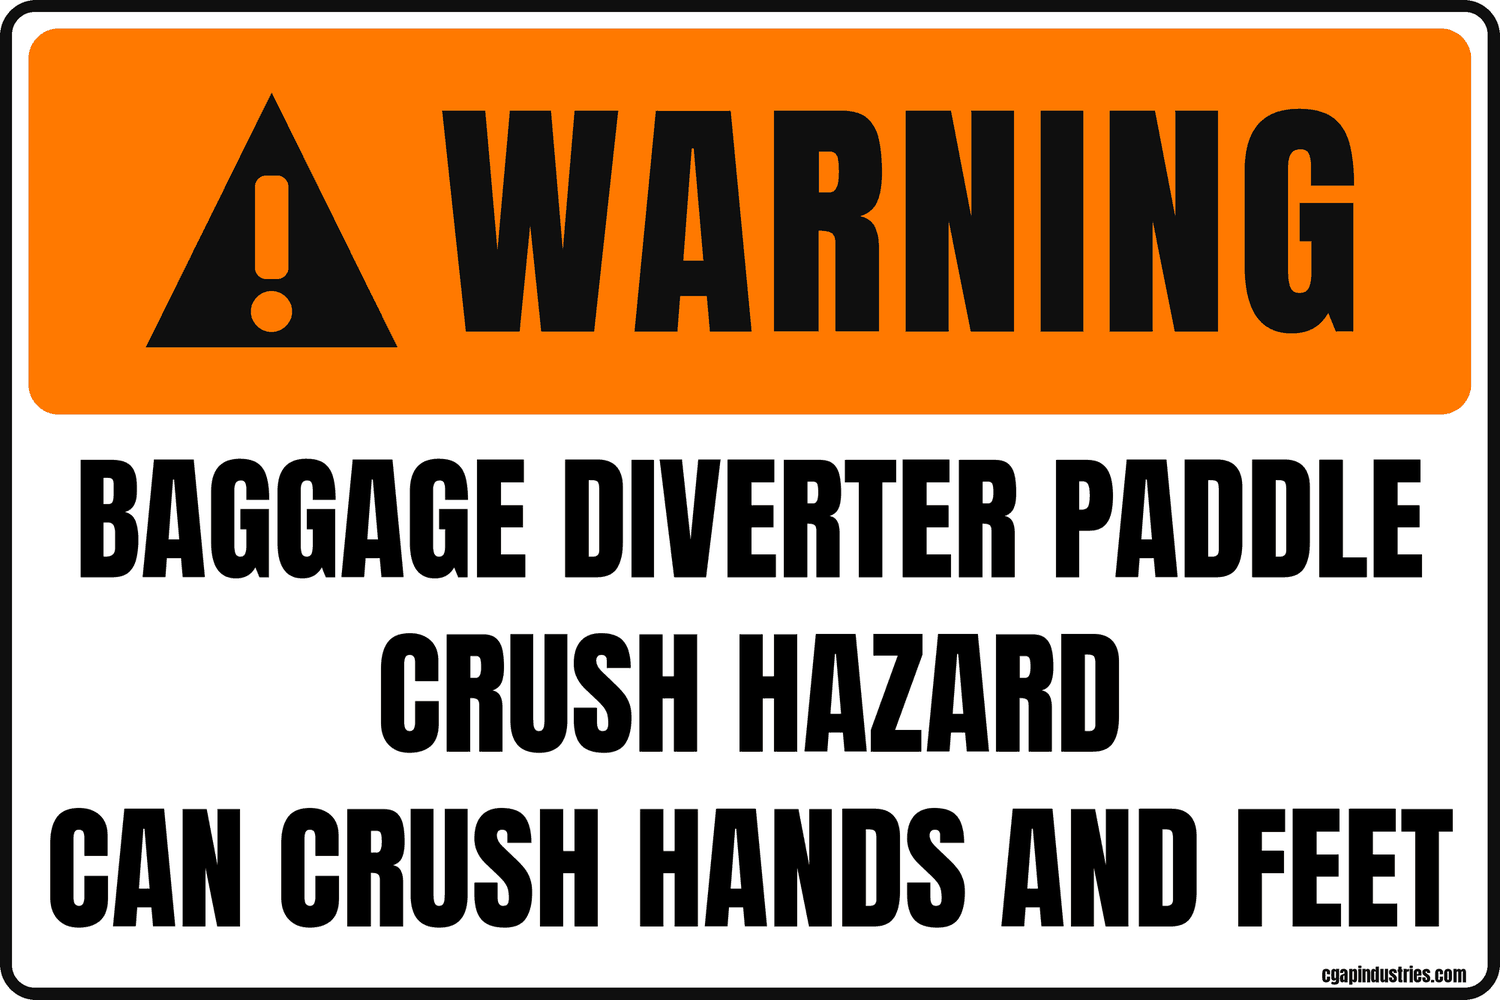 WARNING
BAGGAGE DIVERTER PADDLE
CRUSH HAZARD
CAN CRUSH HANDS AND FEET
cgapindustries.com